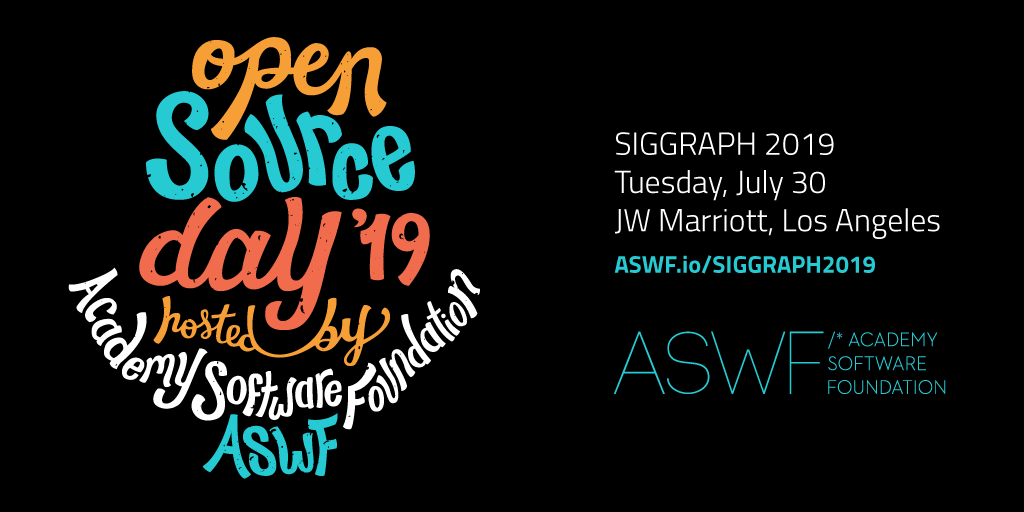 open
Source
day '19
hosted by
Academy Software Foundation
ASWF
SIGGRAPH 2019
Tuesday, July 30
JW Marriott, Los Angeles
ASWF.io/SIGGRAPH2019
ASWF /* ACADEMY
SOFTWARE
FOUNDATION